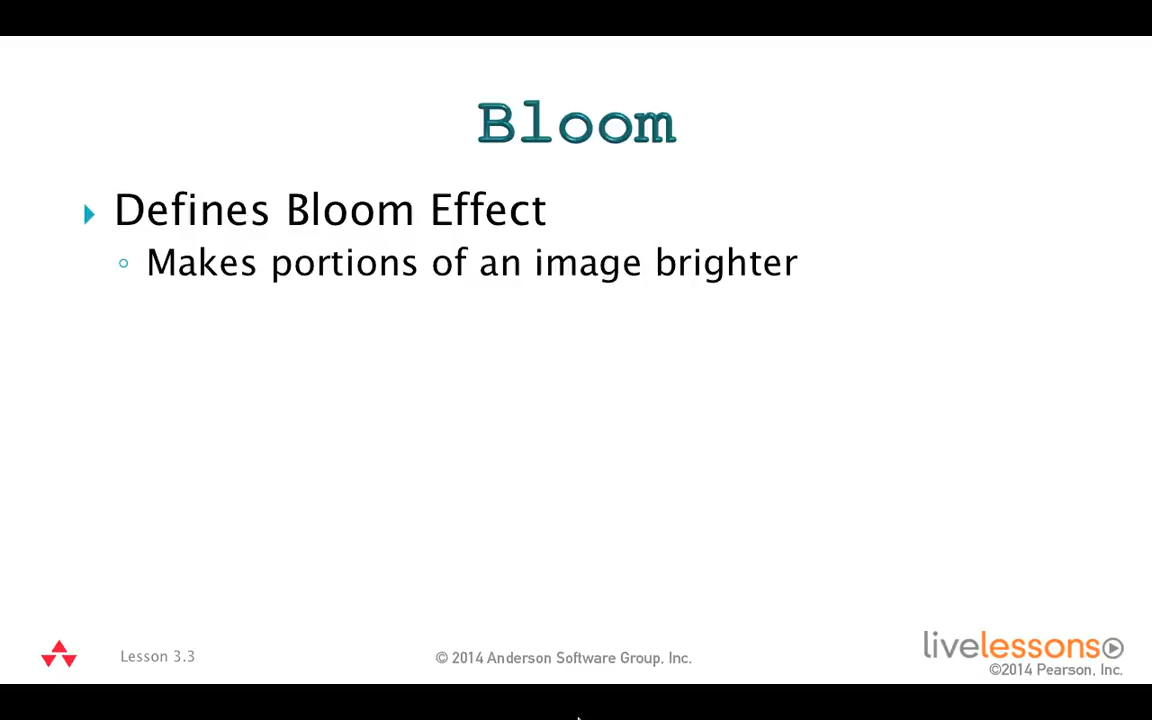 Bloom
Defines Bloom Effect
Makes portions of an image brighter
Lesson 3.3
© 2014 Anderson Software Group, Inc.
livelessons
©2014 Pearson, Inc.